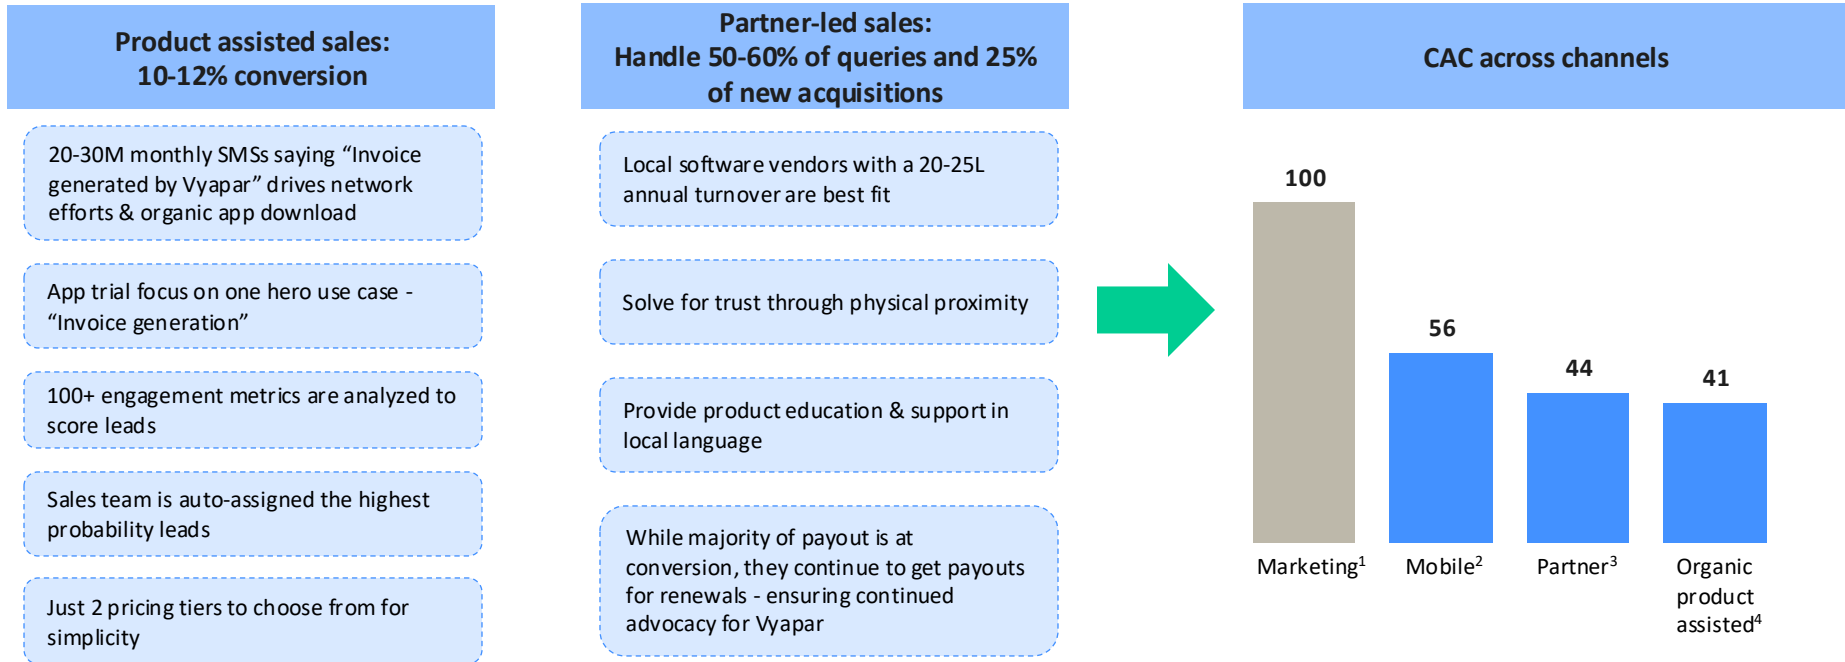 Product assisted sales:
10-12% conversion
20-30M monthly SMSs saying “Invoice
generated by Vyapar” drives network
efforts & organic app download
App trial focus on one hero use case -
“Invoice generation”
100+ engagement metrics are analyzed to
score leads
Sales team is auto-assigned the highest
probability leads
Just 2 pricing tiers to choose from for
simplicity
Partner-led sales:
Handle 50-60% of queries and 25%
of new acquisitions
Local software vendors with a 20-25L
annual turnover are best fit
Solve for trust through physical proximity
Provide product education & support in
local language
While majority of payout is at
conversion, they continue to get payouts
for renewals - ensuring continued
advocacy for Vyapar
CAC across channels
100
56
44
41
Marketing¹
Mobile²
Partner³
Organic
product
assisted⁴